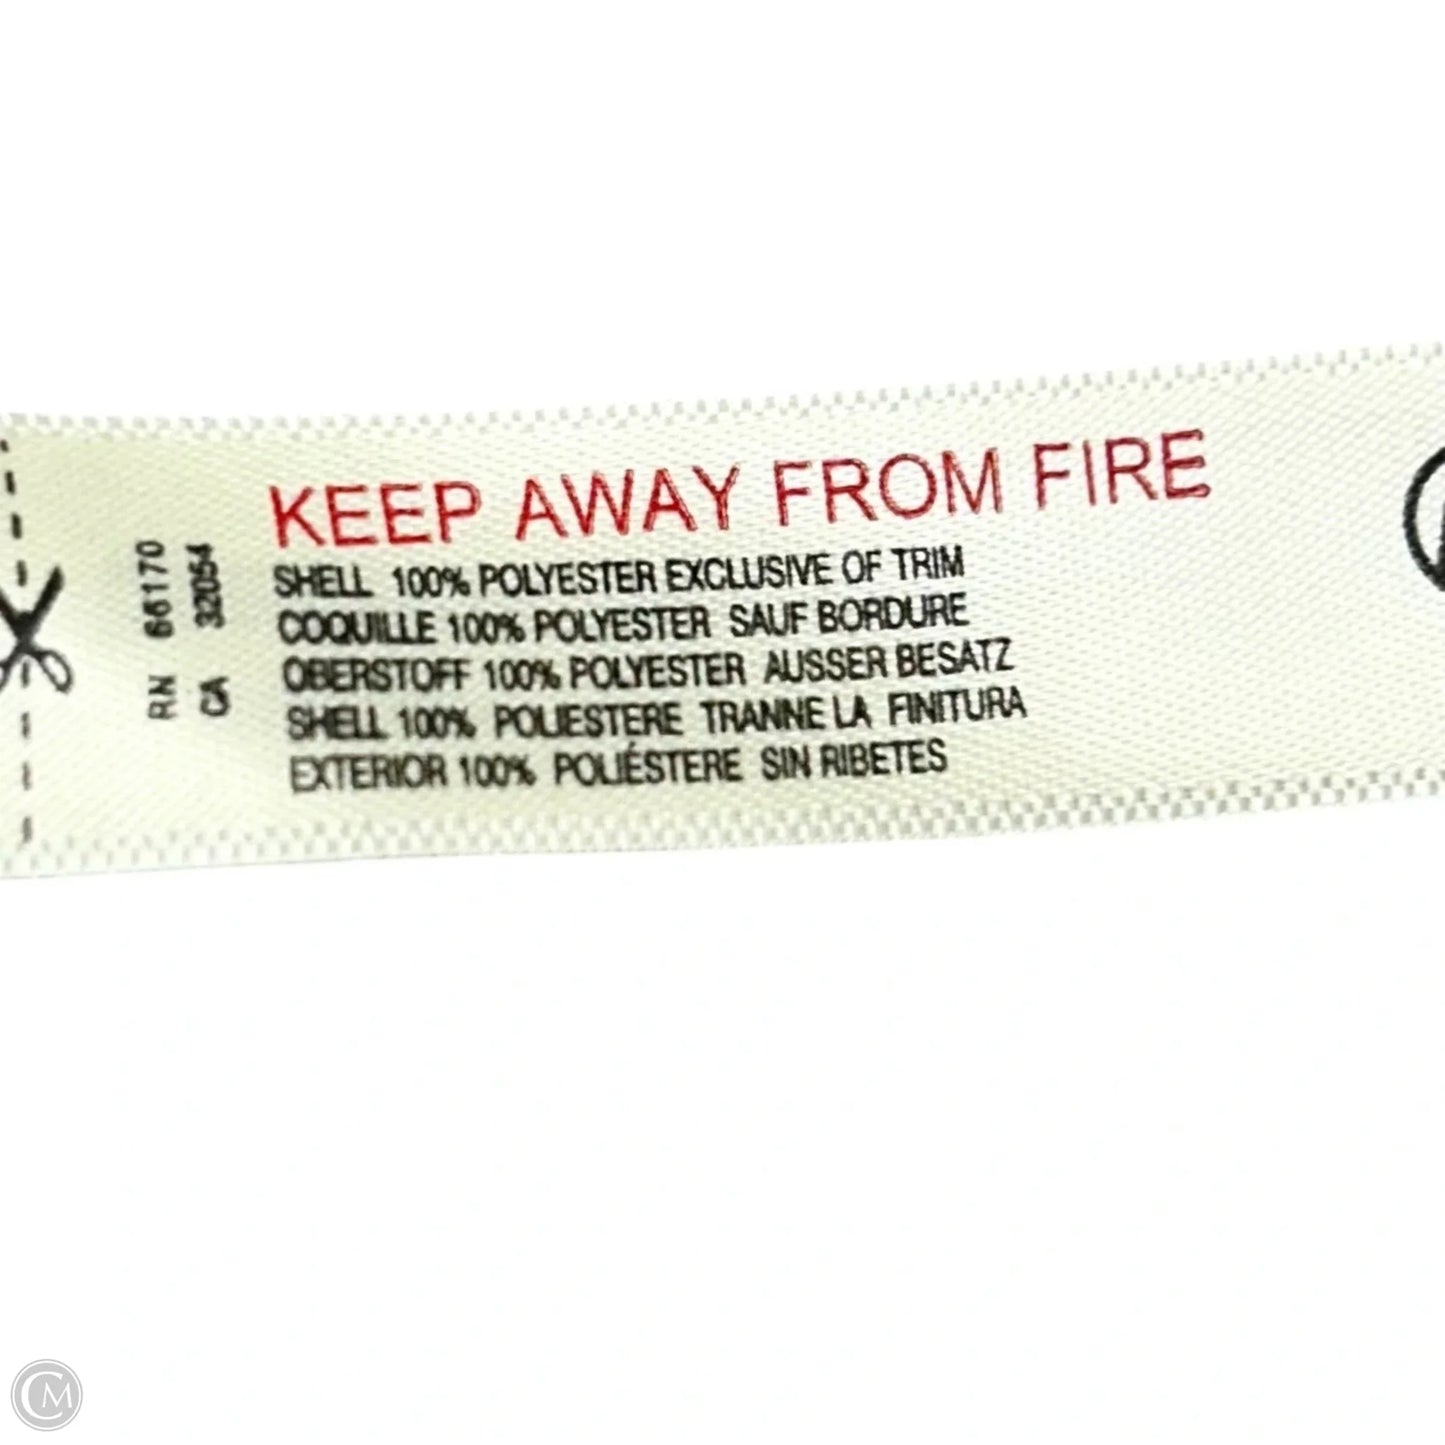 KEEP AWAY FROM FIRE
SHELL 100% POLYESTER EXCLUSIVE OF TRIM
COQUILLE 100% POLYESTER SAUF BORDURE
OBERSTOFF 100% POLYESTER AUSSER BESATZ
SHELL 100% POLIESTERE TRANNE LA FINITURA
EXTERIOR 100% POLIÉSTERE SIN RIBETES
RN 66170
CA 32054
CM